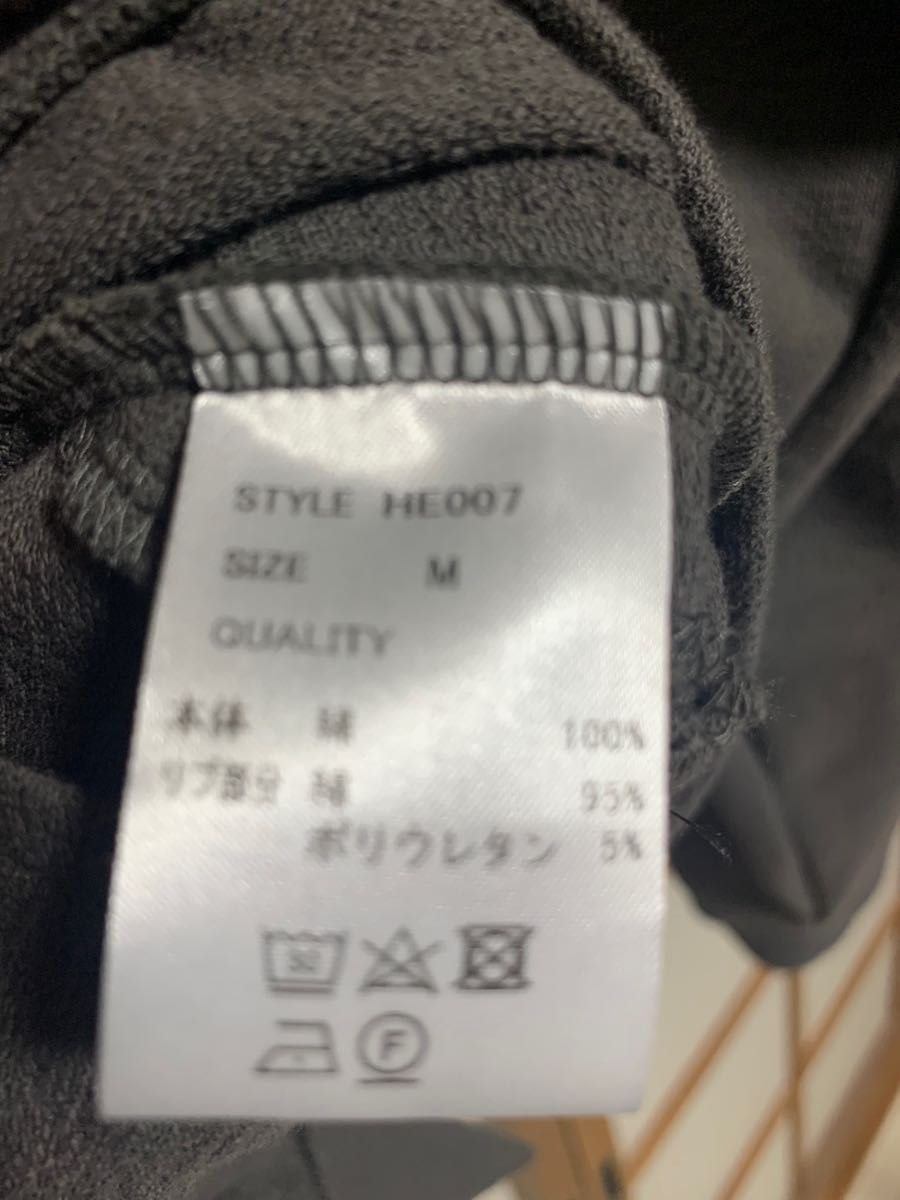 STYLE HE007
SIZE M
QUALITY
本体 綿 100%
リブ部分 綿 95%
ポリウレタン 5%
F